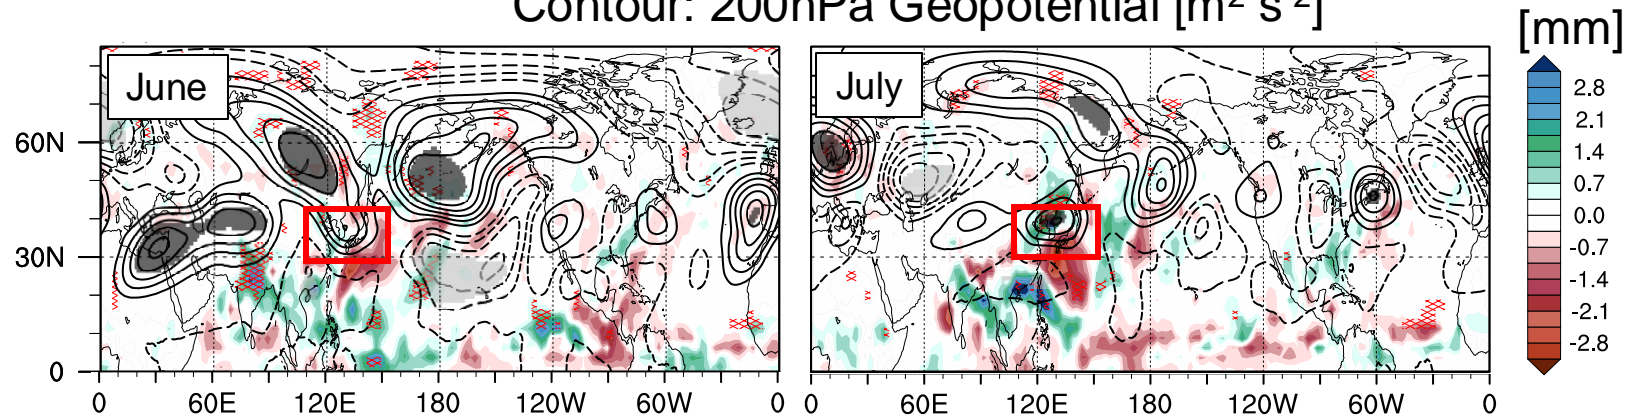 Contour: 200hPa Geopotential [m² s⁻²]
[mm]
June
July
2.8
2.1
1.4
0.7
0.0
-0.7
-1.4
-2.1
-2.8
60N
30N
0
0 60E 120E 180 120W 60W 0
0 60E 120E 180 120W 60W 0